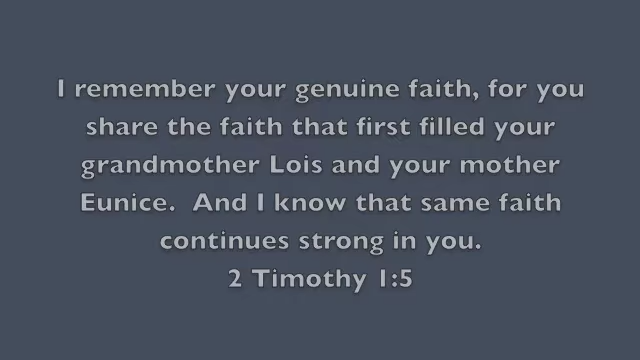 I remember your genuine faith, for you
share the faith that first filled your
grandmother Lois and your mother
Eunice.  And I know that same faith
continues strong in you.
2 Timothy 1:5